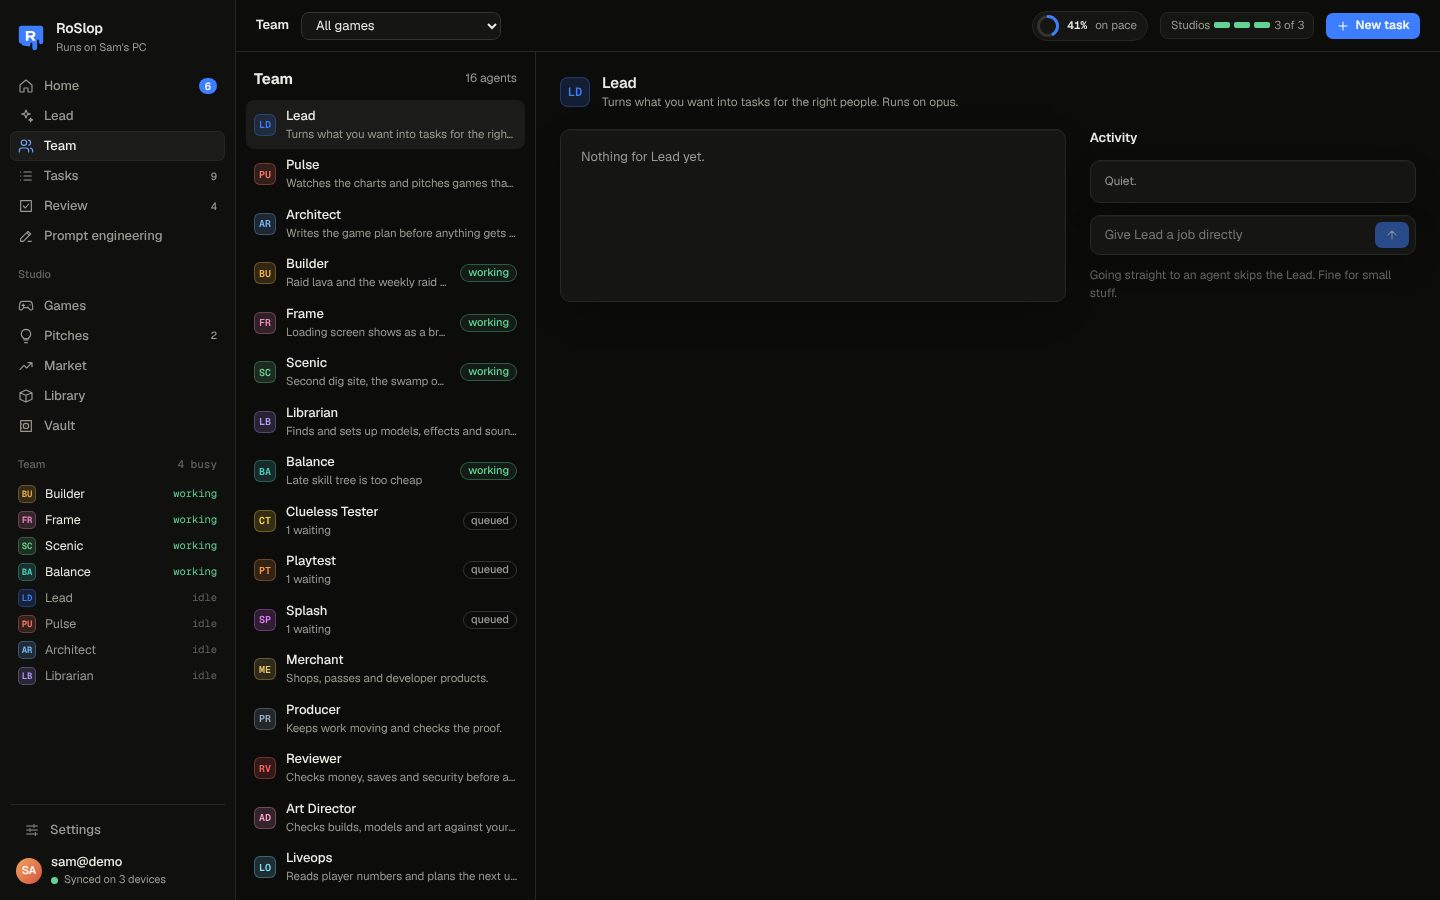 R
RoSlop
Runs on Sam's PC
Home
6
Lead
Team
Tasks
9
Review
4
Prompt engineering
Studio
Games
Pitches
2
Market
Library
Vault
Team
4 busy
BU Builder working
FR Frame working
SC Scenic working
BA Balance working
LD Lead idle
PU Pulse idle
AR Architect idle
LB Librarian idle
Settings
SA
sam@demo
Synced on 3 devices
Team
All games
41% on pace
Studios
3 of 3
+ New task
Team
16 agents
LD
Lead
Turns what you want into tasks for the righ...
PU
Pulse
Watches the charts and pitches games tha...
AR
Architect
Writes the game plan before anything gets ...
BU
Builder
Raid lava and the weekly raid ...
working
FR
Frame
Loading screen shows as a br...
working
SC
Scenic
Second dig site, the swamp o...
working
LB
Librarian
Finds and sets up models, effects and soun...
BA
Balance
Late skill tree is too cheap
working
CT
Clueless Tester
1 waiting
queued
PT
Playtest
1 waiting
queued
SP
Splash
1 waiting
queued
ME
Merchant
Shops, passes and developer products.
PR
Producer
Keeps work moving and checks the proof.
RV
Reviewer
Checks money, saves and security before a...
AD
Art Director
Checks builds, models and art against your...
LO
Liveops
Reads player numbers and plans the next u...
LD
Lead
Turns what you want into tasks for the right people. Runs on opus.
Nothing for Lead yet.
Activity
Quiet.
Give Lead a job directly
Going straight to an agent skips the Lead. Fine for small
stuff.